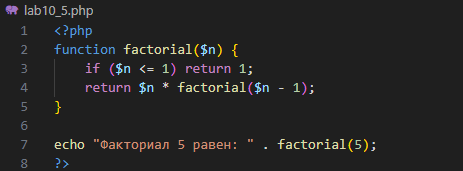 lab10_5.php
1 <?php
2 function factorial($n) {
3     if ($n <= 1) return 1;
4     return $n * factorial($n - 1);
5 }
6
7 echo "Факториал 5 равен: " . factorial(5);
8 ?>